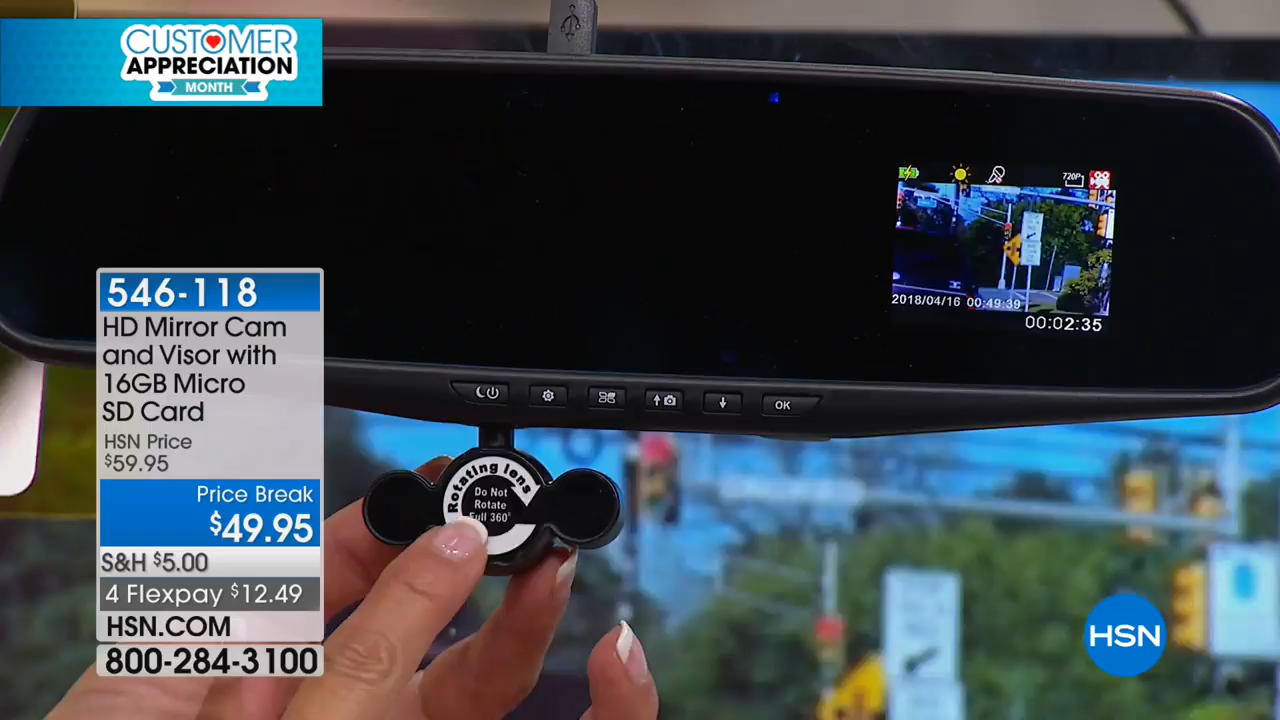 CUSTOMER
APPRECIATION
MONTH
720P
2018/04/16 00:49:39
00:02:35
546-118
HD Mirror Cam
and Visor with
16GB Micro
SD Card
HSN Price
$59.95
Price Break
$49.95
S&H $5.00
4 Flexpay $12.49
HSN.COM
800-284-3100
OK
Rotating lens
Do Not
Rotate
Full 360°
HSN